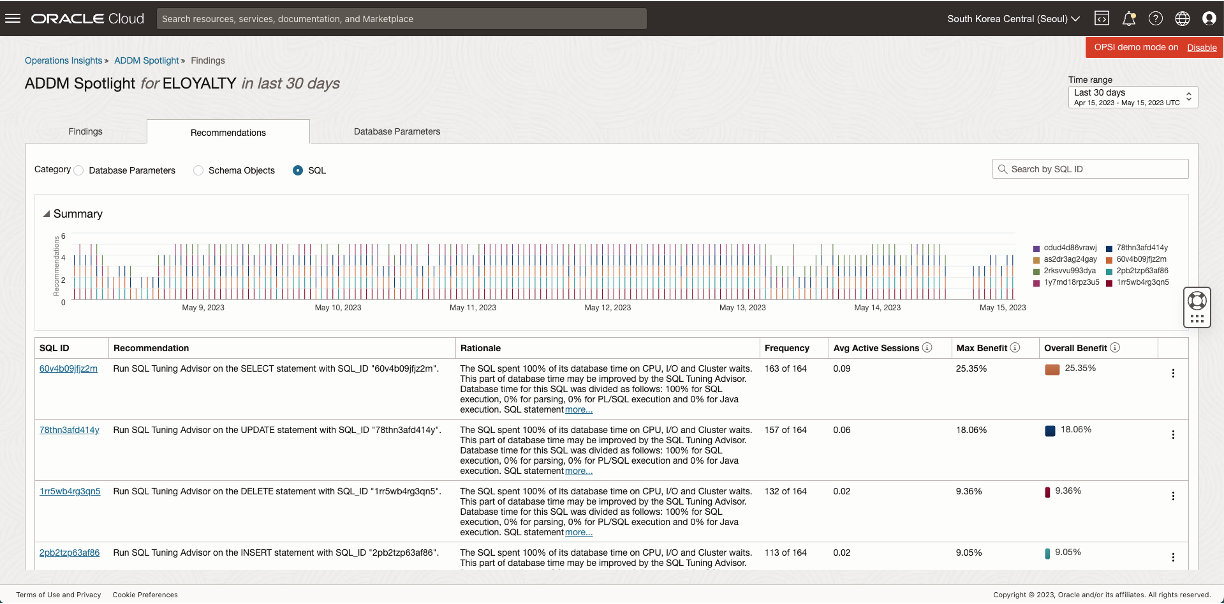 ORACLE Cloud
Search resources, services, documentation, and Marketplace
South Korea Central (Seoul)
OPSI demo mode on Disable
Operations Insights » ADDM Spotlight » Findings
ADDM Spotlight for ELOYALTY in last 30 days
Time range
Last 30 days
Apr 15, 2023 - May 15, 2023 UTC
Findings
Recommendations
Database Parameters
Category
Database Parameters
Schema Objects
SQL
Search by SQL ID
Summary
Recommendations
6
4
2
0
May 9, 2023
May 10, 2023
May 11, 2023
May 12, 2023
May 13, 2023
May 14, 2023
May 15, 2023
cdud4d86vrawj
78thn3afd414y
as2dr3ag24gay
60v4b09jfjz2m
2rksvvu993dya
2pb2tzp63af86
1y7md18rpz3u5
1rr5wb4rg3qn5
SQL ID
Recommendation
Rationale
Frequency
Avg Active Sessions
Max Benefit
Overall Benefit
60v4b09jfjz2m
Run SQL Tuning Advisor on the SELECT statement with SQL_ID "60v4b09jfjz2m".
The SQL spent 100% of its database time on CPU, I/O and Cluster waits.
This part of database time may be improved by the SQL Tuning Advisor.
Database time for this SQL was divided as follows: 100% for SQL
execution, 0% for parsing, 0% for PL/SQL execution and 0% for Java
execution. SQL statement more...
163 of 164
0.09
25.35%
25.35%
78thn3afd414y
Run SQL Tuning Advisor on the UPDATE statement with SQL_ID "78thn3afd414y".
The SQL spent 100% of its database time on CPU, I/O and Cluster waits.
This part of database time may be improved by the SQL Tuning Advisor.
Database time for this SQL was divided as follows: 100% for SQL
execution, 0% for parsing, 0% for PL/SQL execution and 0% for Java
execution. SQL statement more...
157 of 164
0.06
18.06%
18.06%
1rr5wb4rg3qn5
Run SQL Tuning Advisor on the DELETE statement with SQL_ID "1rr5wb4rg3qn5".
The SQL spent 100% of its database time on CPU, I/O and Cluster waits.
This part of database time may be improved by the SQL Tuning Advisor.
Database time for this SQL was divided as follows: 100% for SQL
execution, 0% for parsing, 0% for PL/SQL execution and 0% for Java
execution. SQL statement more...
132 of 164
0.02
9.36%
9.36%
2pb2tzp63af86
Run SQL Tuning Advisor on the INSERT statement with SQL_ID "2pb2tzp63af86".
The SQL spent 100% of its database time on CPU, I/O and Cluster waits.
This part of database time may be improved by the SQL Tuning Advisor.
113 of 164
0.02
9.05%
9.05%
Terms of Use and Privacy
Cookie Preferences
Copyright © 2023, Oracle and/or its affiliates. All rights reserved.